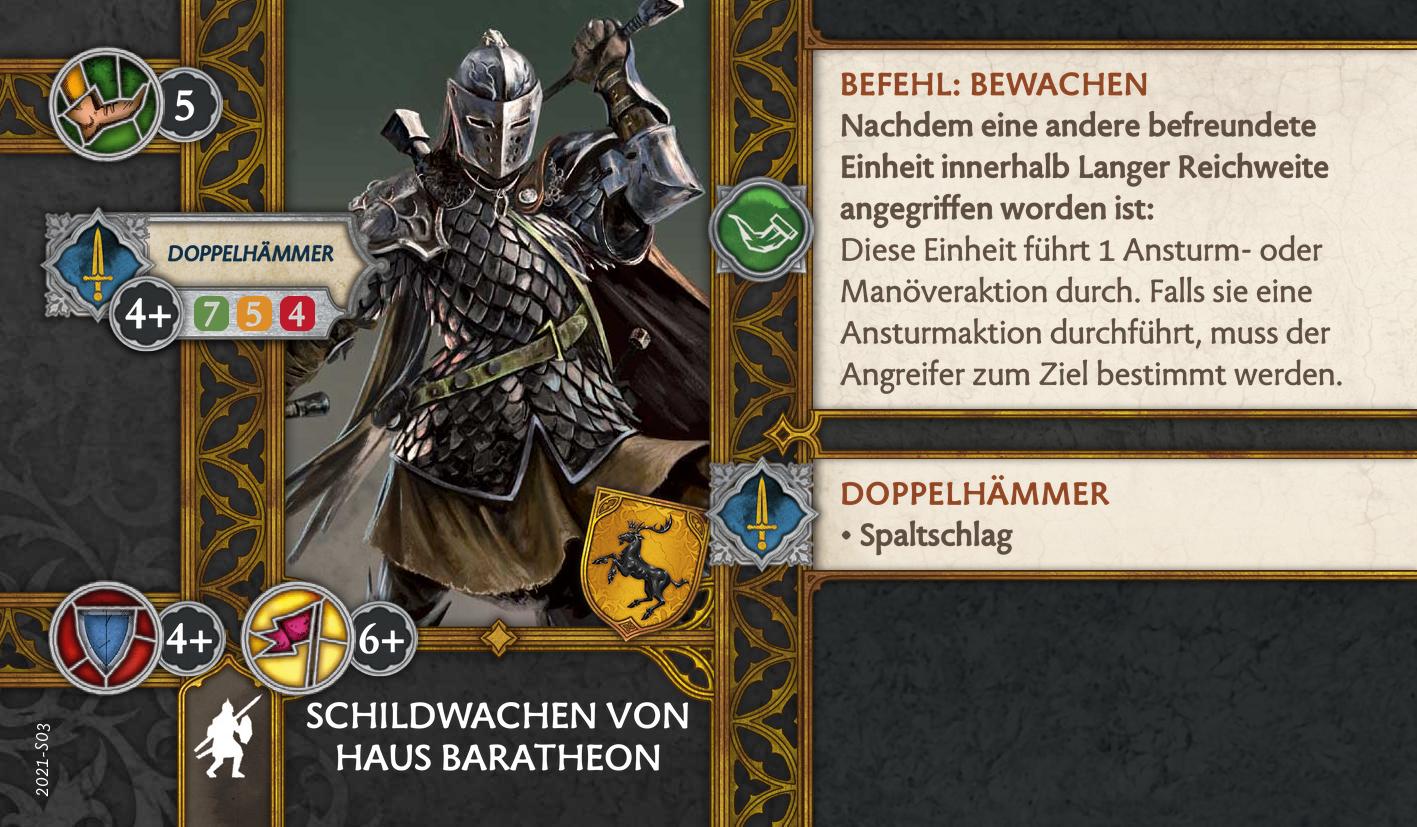 5
DOPPELHÄMMER
4+ 7 5 4
4+ 6+
SCHILDWACHEN VON
HAUS BARATHEON
2021-S03
BEFEHL: BEWACHEN
Nachdem eine andere befreundete
Einheit innerhalb Langer Reichweite
angegriffen worden ist:
Diese Einheit führt 1 Ansturm- oder
Manöveraktion durch. Falls sie eine
Ansturmaktion durchführt, muss der
Angreifer zum Ziel bestimmt werden.
DOPPELHÄMMER
• Spaltschlag